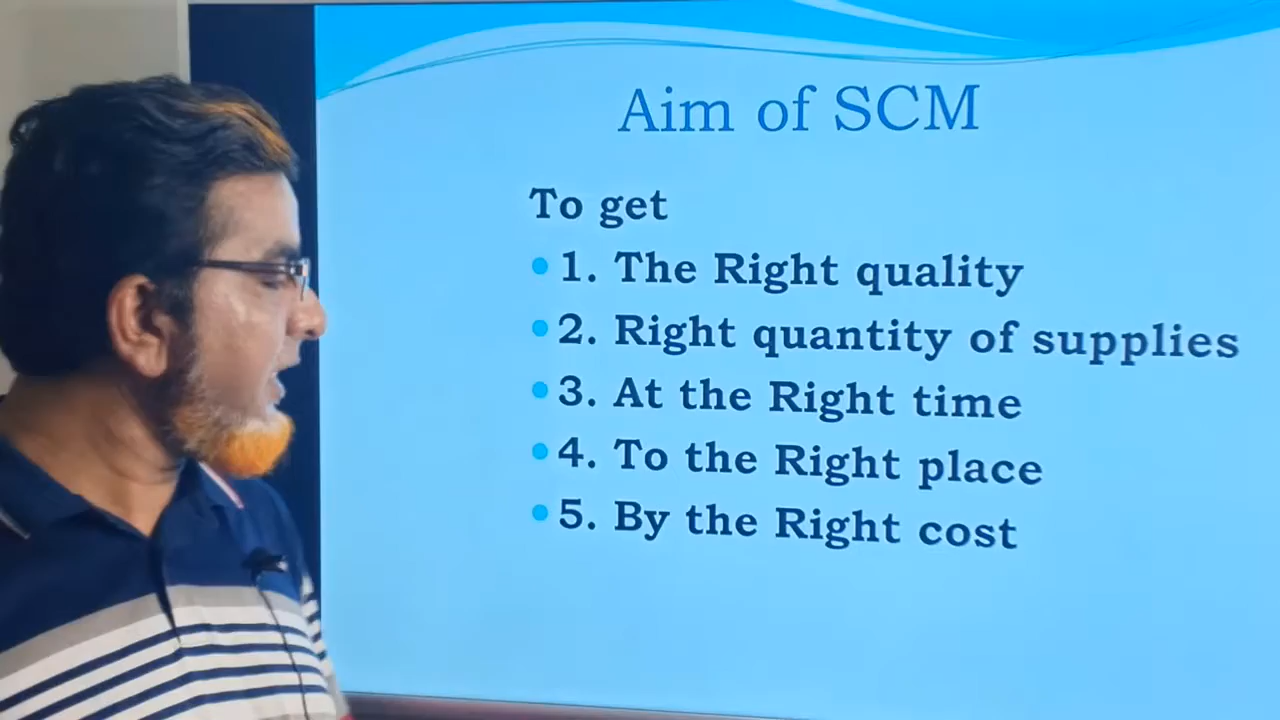 Aim of SCM
To get
• 1. The Right quality
• 2. Right quantity of supplies
• 3. At the Right time
• 4. To the Right place
• 5. By the Right cost